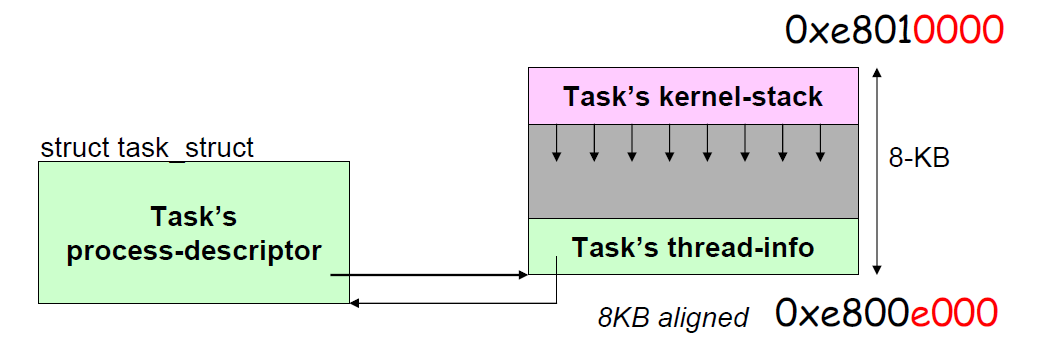 0xe8010000
Task's kernel-stack
struct task_struct
8-KB
Task's
process-descriptor
Task's thread-info
8KB aligned 0xe800e000